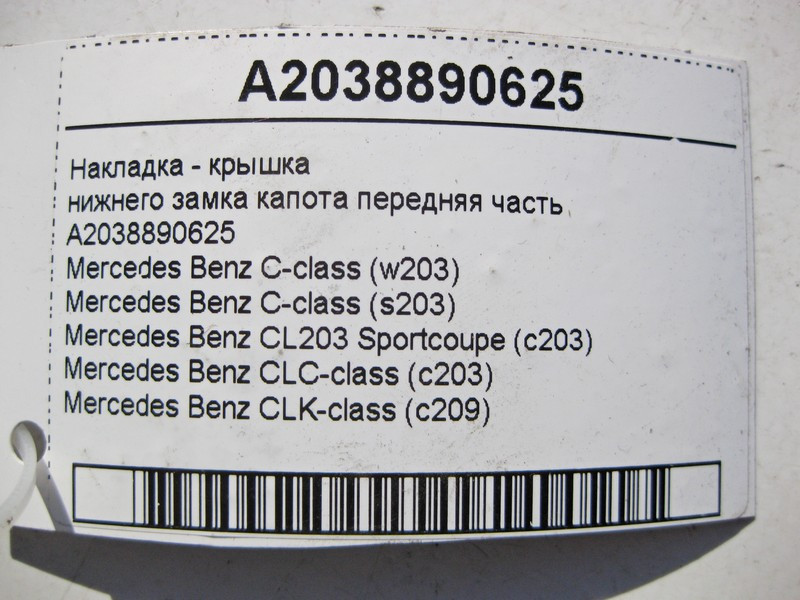 A2038890625
Накладка - крышка
нижнего замка капота передняя часть
A2038890625
Mercedes Benz C-class (w203)
Mercedes Benz C-class (s203)
Mercedes Benz CL203 Sportcoupe (c203)
Mercedes Benz CLC-class (c203)
Mercedes Benz CLK-class (c209)